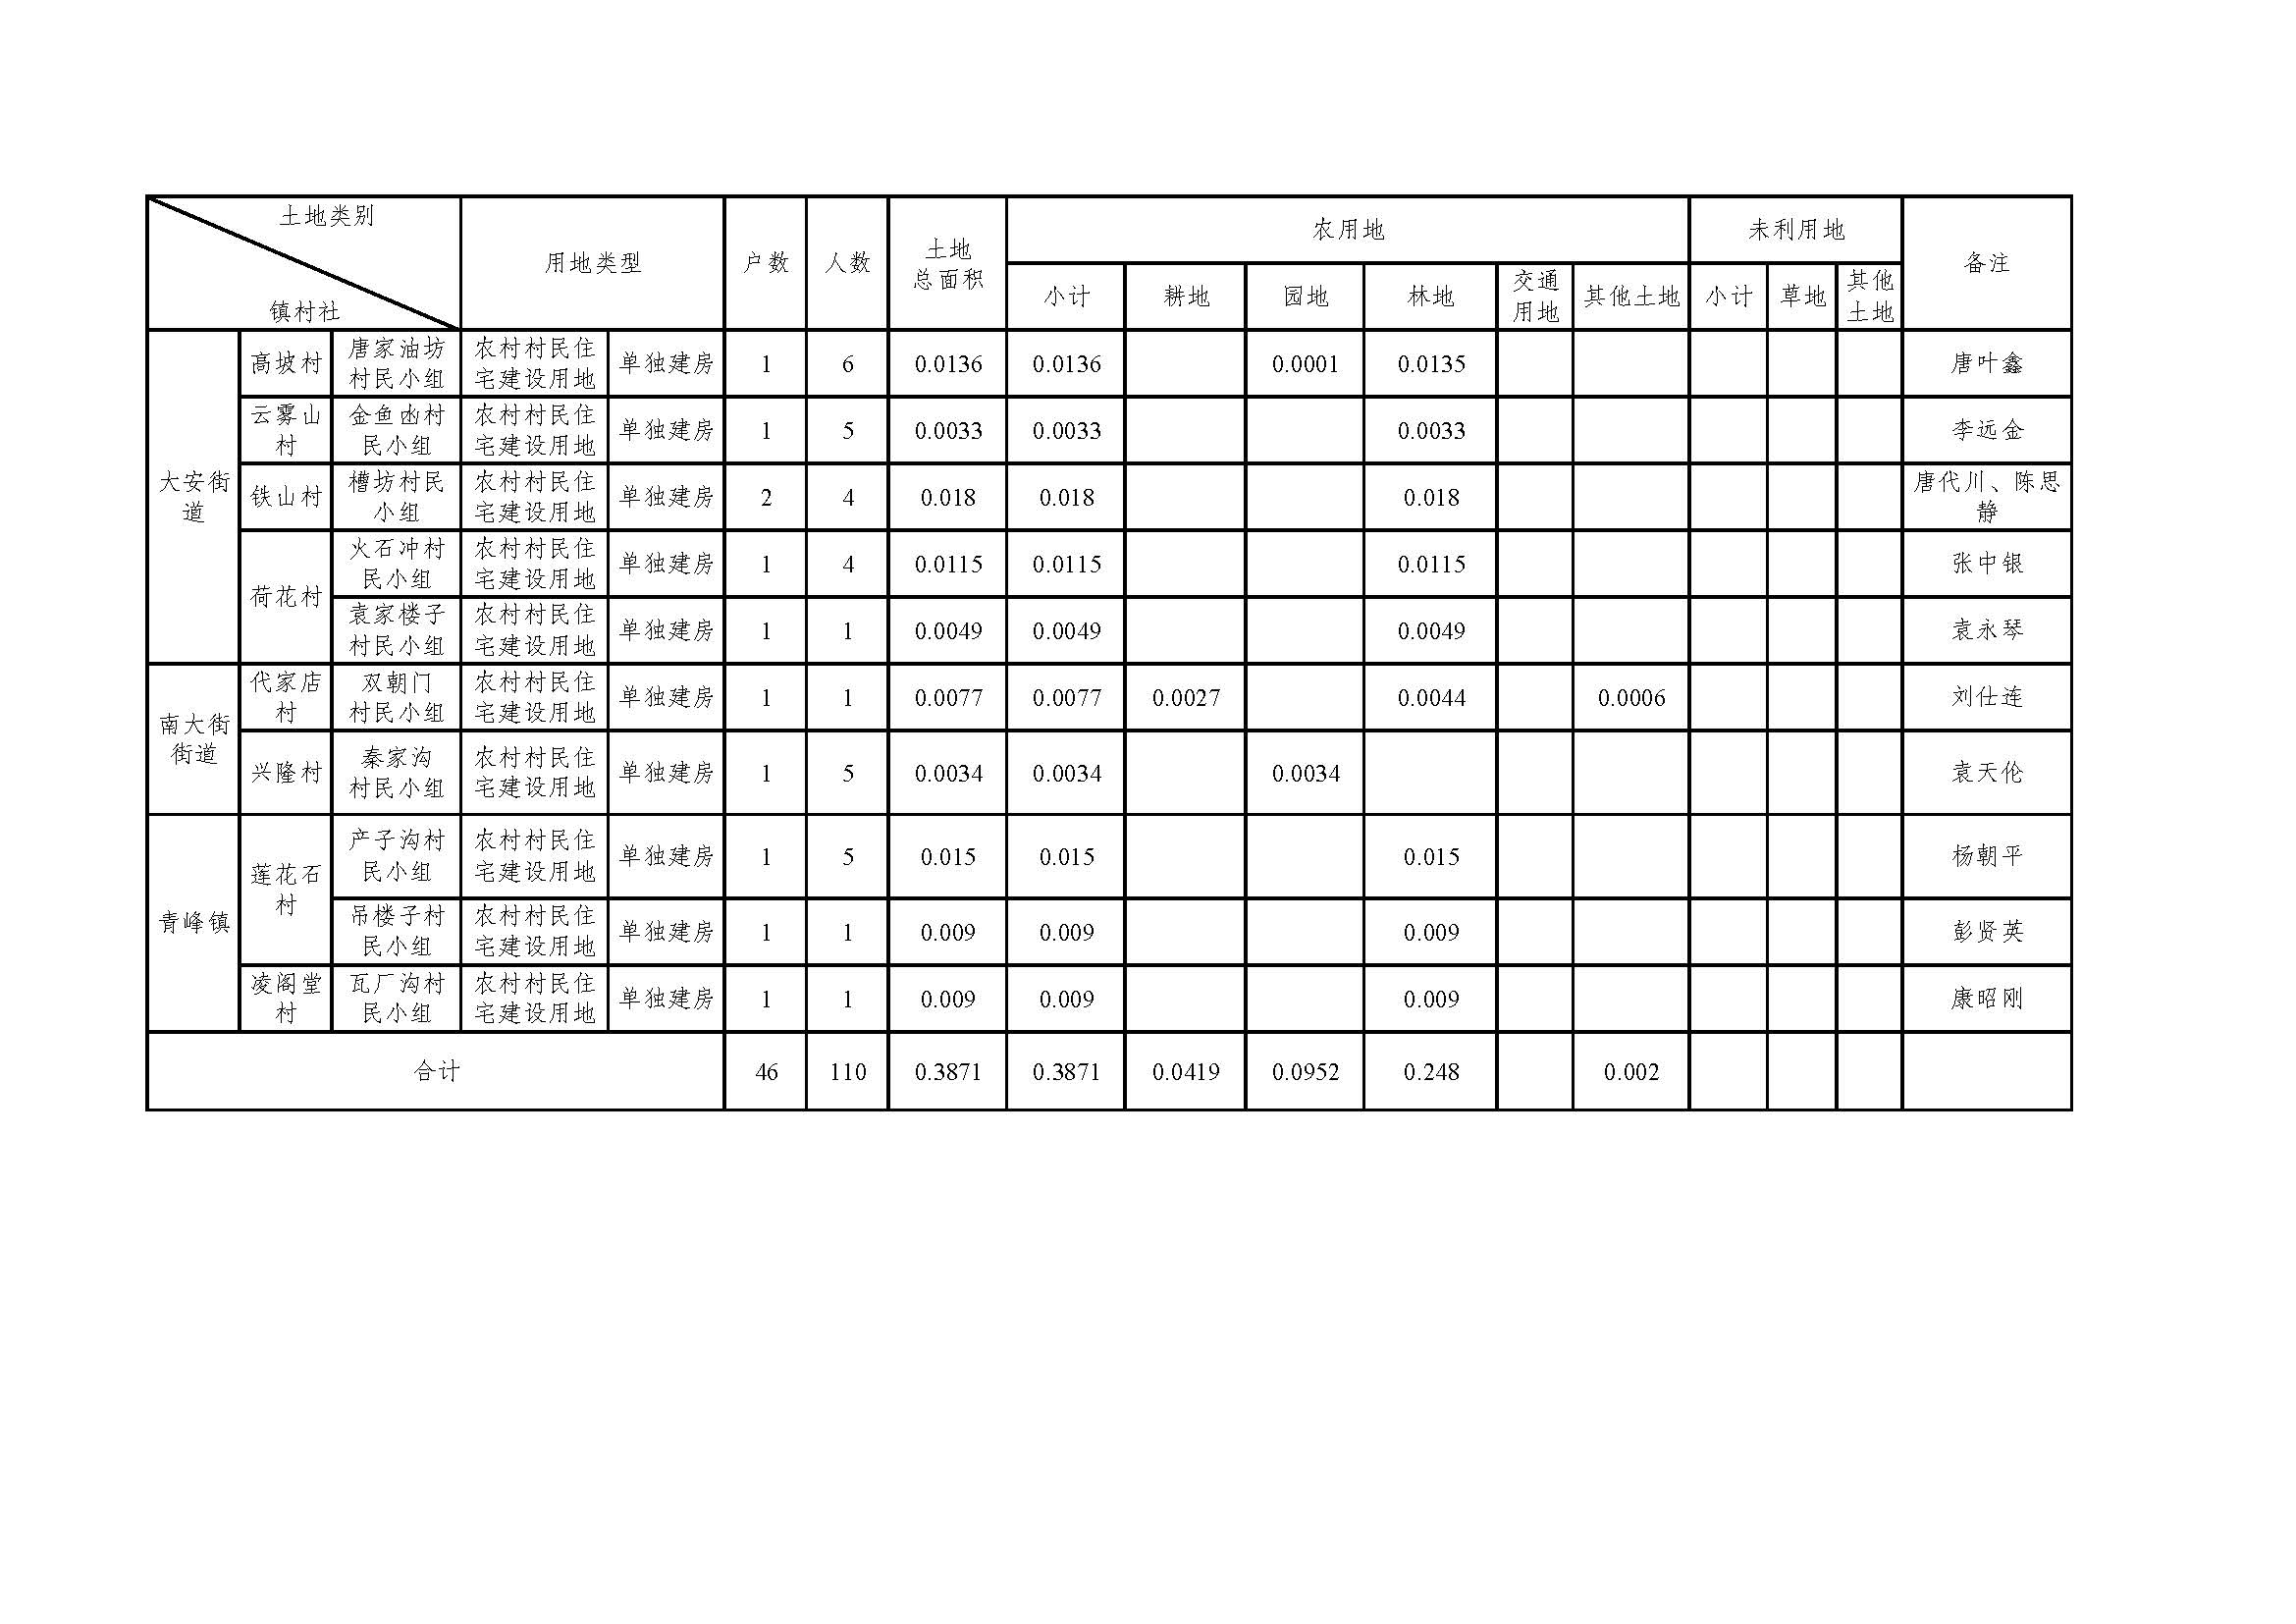 土地类别
镇村社
用地类型
户数
人数
土地
总面积
农用地
未利用地
备注
小计
耕地
园地
林地
交通
用地
其他土地
小计
草地
其他
土地
大安街
道
高坡村
唐家油坊
村民小组
农村村民住
宅建设用地
单独建房
1
6
0.0136
0.0136
0.0001
0.0135
唐叶鑫
云雾山
村
金鱼凼村
民小组
农村村民住
宅建设用地
单独建房
1
5
0.0033
0.0033
0.0033
李远金
铁山村
槽坊村民
小组
农村村民住
宅建设用地
单独建房
2
4
0.018
0.018
0.018
唐代川、陈思
静
荷花村
火石冲村
民小组
农村村民住
宅建设用地
单独建房
1
4
0.0115
0.0115
0.0115
张中银
袁家楼子
村民小组
农村村民住
宅建设用地
单独建房
1
1
0.0049
0.0049
0.0049
袁永琴
南大街
街道
代家店
村
双朝门
村民小组
农村村民住
宅建设用地
单独建房
1
1
0.0077
0.0077
0.0027
0.0044
0.0006
刘仕连
兴隆村
秦家沟
村民小组
农村村民住
宅建设用地
单独建房
1
5
0.0034
0.0034
0.0034
袁天伦
青峰镇
莲花石
村
产子沟村
民小组
农村村民住
宅建设用地
单独建房
1
5
0.015
0.015
0.015
杨朝平
吊楼子村
民小组
农村村民住
宅建设用地
单独建房
1
1
0.009
0.009
0.009
彭贤英
凌阁堂
村
瓦厂沟村
民小组
农村村民住
宅建设用地
单独建房
1
1
0.009
0.009
0.009
康昭刚
合计
46
110
0.3871
0.3871
0.0419
0.0952
0.248
0.002